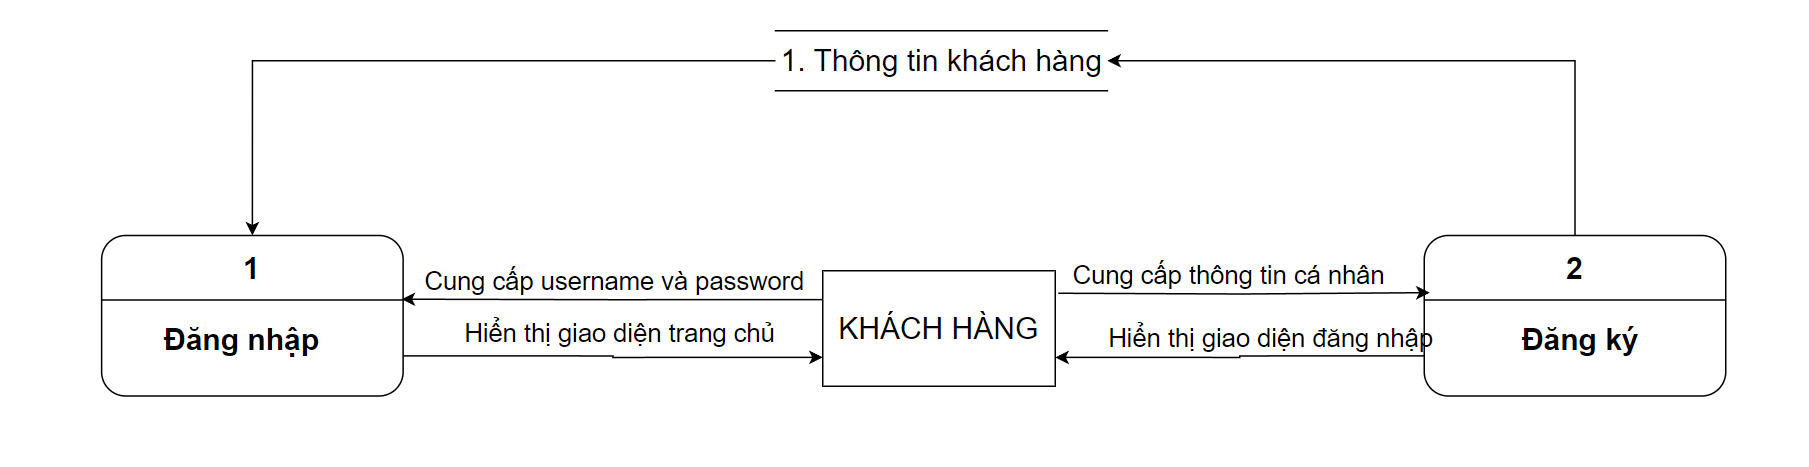 1. Thông tin khách hàng
1
Đăng nhập
Cung cấp username và password
Hiển thị giao diện trang chủ
KHÁCH HÀNG
Cung cấp thông tin cá nhân
Hiển thị giao diện đăng nhập
2
Đăng ký